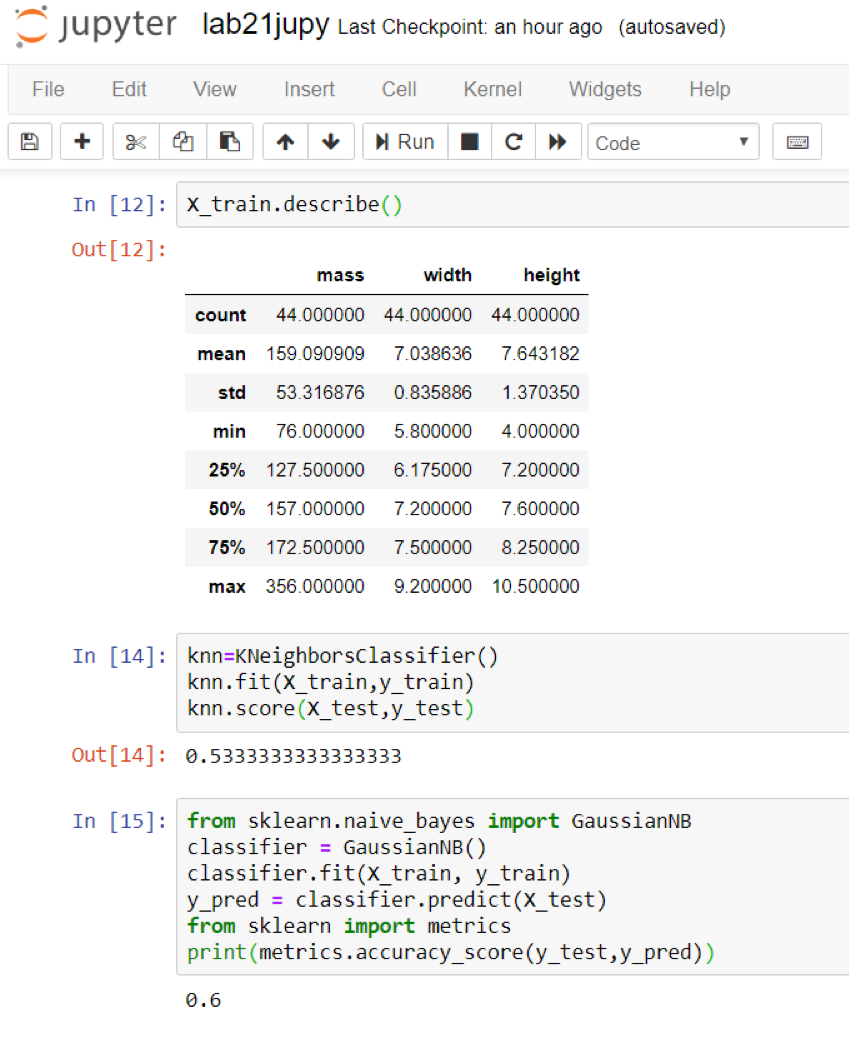 jupyter lab21jupy Last Checkpoint: an hour ago (autosaved)
File Edit View Insert Cell Kernel Widgets Help
Run Code
In [12]: X_train.describe()
Out[12]:
mass width height
count 44.000000 44.000000 44.000000
mean 159.090909 7.038636 7.643182
std 53.316876 0.835886 1.370350
min 76.000000 5.800000 4.000000
25% 127.500000 6.175000 7.200000
50% 157.000000 7.200000 7.600000
75% 172.500000 7.500000 8.250000
max 356.000000 9.200000 10.500000
In [14]: knn=KNeighborsClassifier()
knn.fit(X_train,y_train)
knn.score(X_test,y_test)
Out[14]: 0.5333333333333333
In [15]: from sklearn.naive_bayes import GaussianNB
classifier = GaussianNB()
classifier.fit(X_train, y_train)
y_pred = classifier.predict(X_test)
from sklearn import metrics
print(metrics.accuracy_score(y_test,y_pred))
0.6